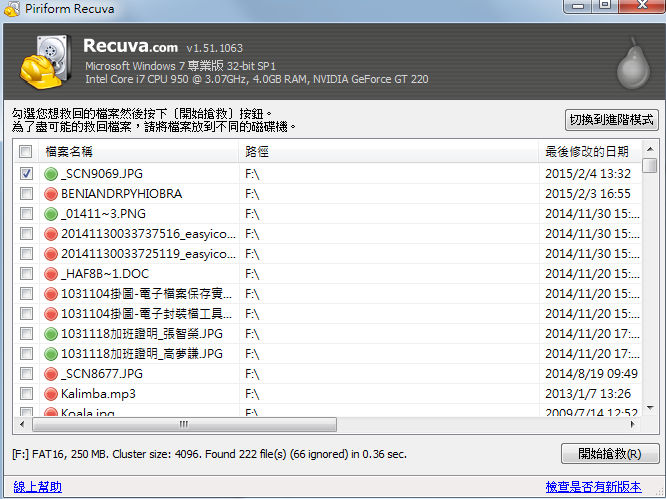 Piriform Recuva
Recuva.com v1.51.1063
Microsoft Windows 7 專業版 32-bit SP1
Intel Core i7 CPU 950 @ 3.07GHz, 4.0GB RAM, NVIDIA GeForce GT 220
勾選您想救回的檔案然後按下〔開始搶救〕按鈕。
為了盡可能的救回檔案，請將檔案放到不同的磁碟機。
切換到進階模式
檔案名稱 路徑 最後修改的日期
_SCN9069.JPG F:\ 2015/2/4 13:32
BENIANDRPYHIOBRA F:\ 2015/2/3 16:55
_01411~3.PNG F:\ 2014/11/30 15:...
20141130033737516_easyico... F:\ 2014/11/30 15:...
20141130033725119_easyico... F:\ 2014/11/30 15:...
_HAF8B~1.DOC F:\ 2014/11/20 15:...
1031104掛圖-電子檔案保存實... F:\ 2014/11/20 15:...
1031104掛圖-電子封裝檔工具... F:\ 2014/11/20 15:...
1031118加班證明_張智榮.JPG F:\ 2014/11/20 17:...
1031118加班證明_高夢謙.JPG F:\ 2014/11/20 17:...
_SCN8677.JPG F:\ 2014/8/19 09:49
Kalimba.mp3 F:\ 2013/1/7 13:26
Koala.jpg F:\ 2009/7/14 12:52
[F:] FAT16, 250 MB. Cluster size: 4096. Found 222 file(s) (66 ignored) in 0.36 sec.
開始搶救(R)
線上幫助 檢查是否有新版本